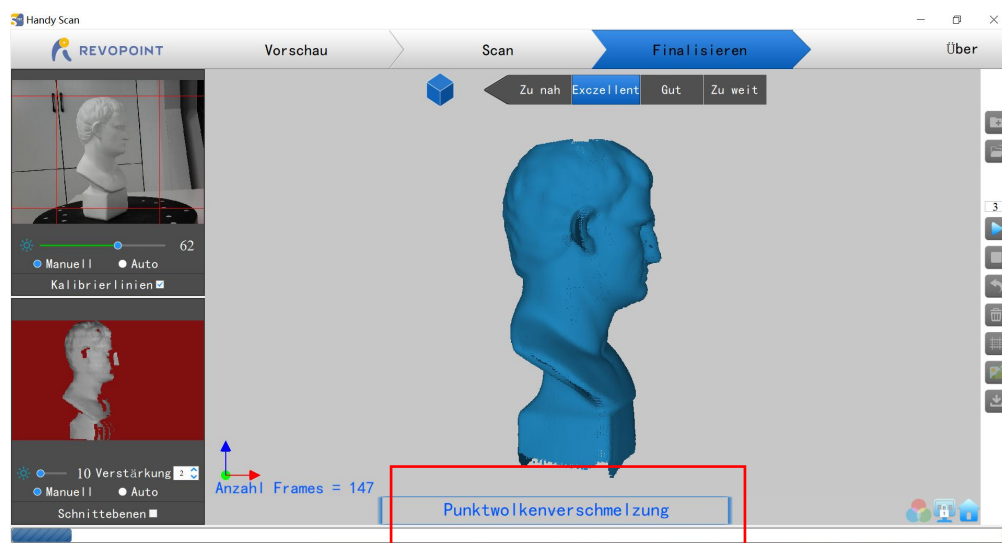 Handy Scan
REVOPOINT
Vorschau
Scan
Finalisieren
Über
Zu nah
Exczellent
Gut
Zu weit
62
Manuell
Auto
Kalibrierlinien
3
10 Verstärkung 2
Manuell
Auto
Schnittebenen
Anzahl Frames = 147
Punktwolkenverschmelzung